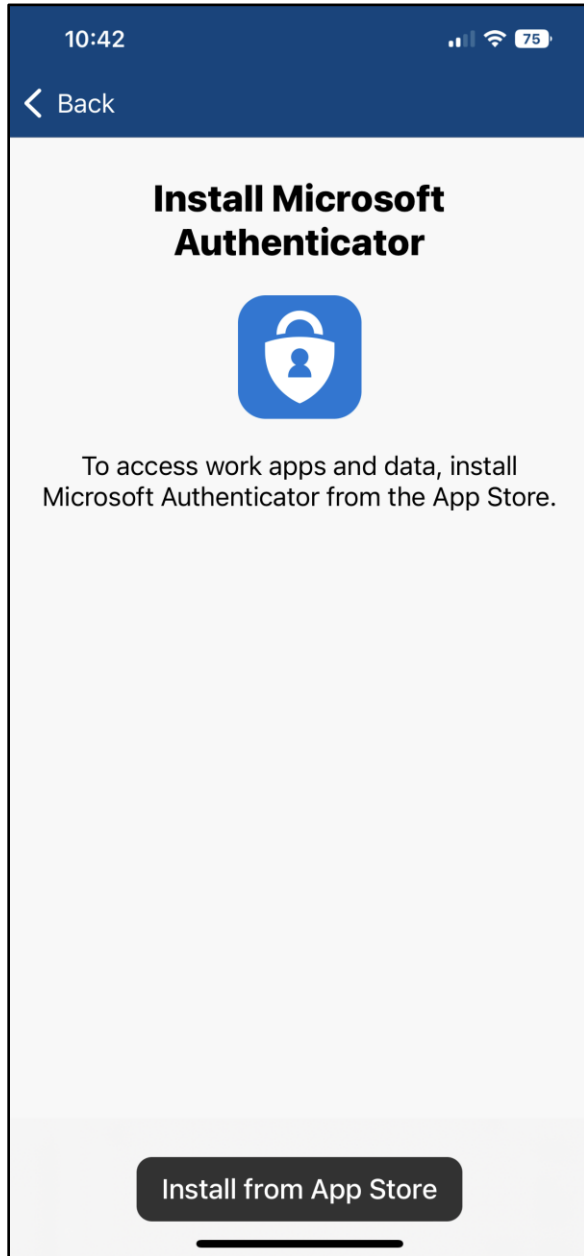 10:42
75
Back
Install Microsoft
Authenticator
To access work apps and data, install
Microsoft Authenticator from the App Store.
Install from App Store